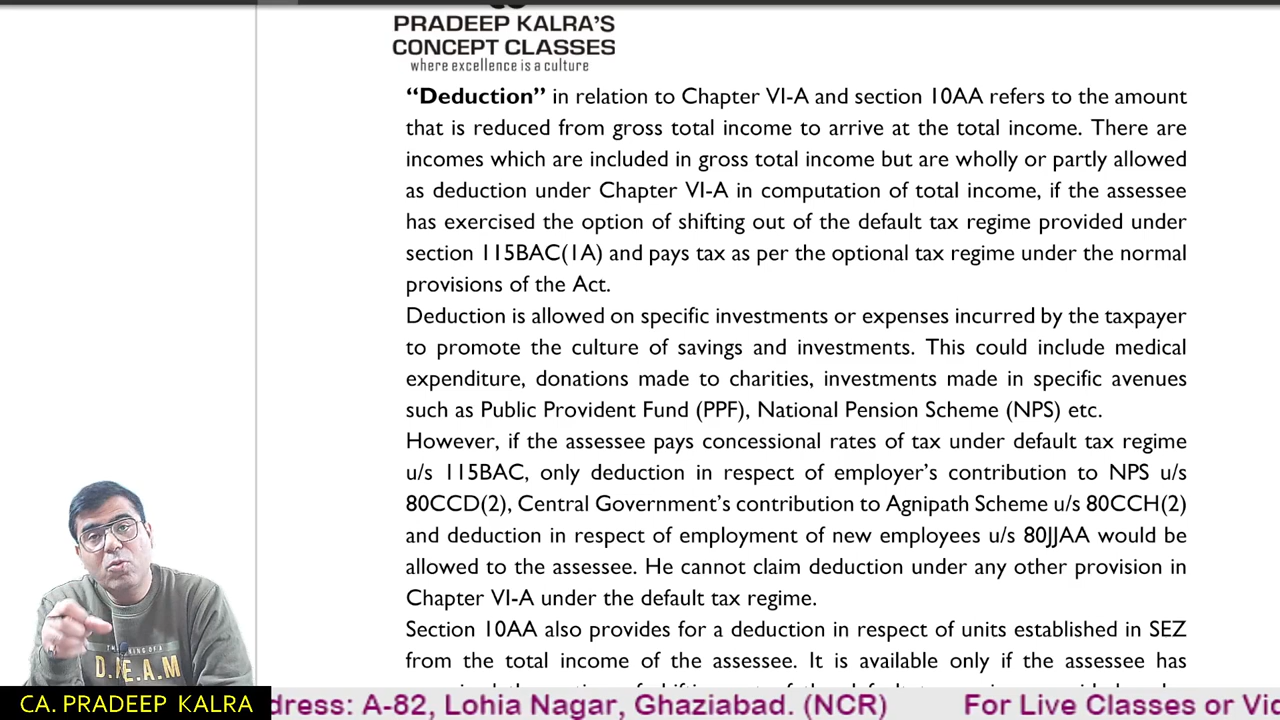 PRADEEP KALRA'S
CONCEPT CLASSES
where excellence is a culture
“Deduction” in relation to Chapter VI-A and section 10AA refers to the amount
that is reduced from gross total income to arrive at the total income. There are
incomes which are included in gross total income but are wholly or partly allowed
as deduction under Chapter VI-A in computation of total income, if the assessee
has exercised the option of shifting out of the default tax regime provided under
section 115BAC(1A) and pays tax as per the optional tax regime under the normal
provisions of the Act.
Deduction is allowed on specific investments or expenses incurred by the taxpayer
to promote the culture of savings and investments. This could include medical
expenditure, donations made to charities, investments made in specific avenues
such as Public Provident Fund (PPF), National Pension Scheme (NPS) etc.
However, if the assessee pays concessional rates of tax under default tax regime
u/s 115BAC, only deduction in respect of employer's contribution to NPS u/s
80CCD(2), Central Government's contribution to Agnipath Scheme u/s 80CCH(2)
and deduction in respect of employment of new employees u/s 80JJAA would be
allowed to the assessee. He cannot claim deduction under any other provision in
Chapter VI-A under the default tax regime.
Section 10AA also provides for a deduction in respect of units established in SEZ
from the total income of the assessee. It is available only if the assessee has
CA. PRADEEP KALRA
dress: A-82, Lohia Nagar, Ghaziabad. (NCR) For Live Classes or Vid